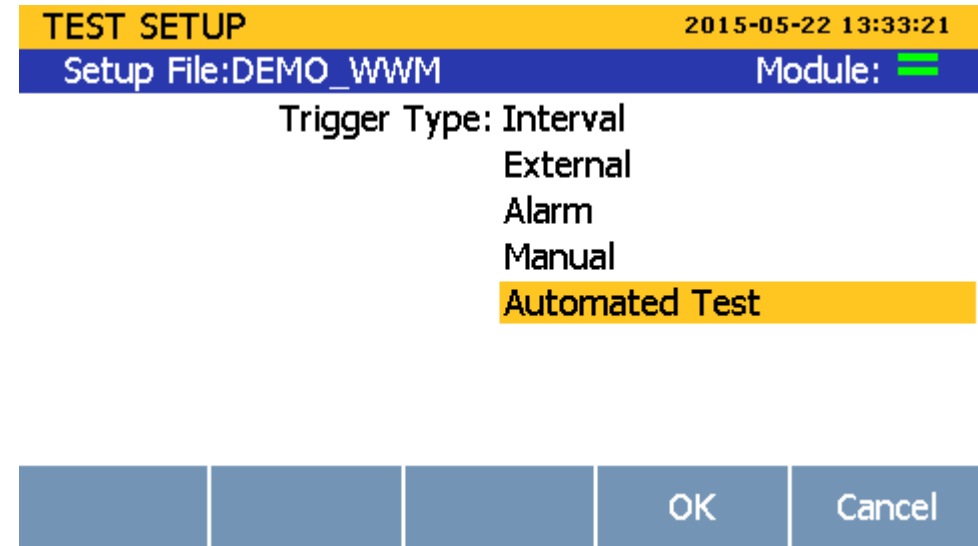 TEST SETUP 2015-05-22 13:33:21
Setup File:DEMO_WWM Module:
Trigger Type: Interval
External
Alarm
Manual
Automated Test
OK Cancel